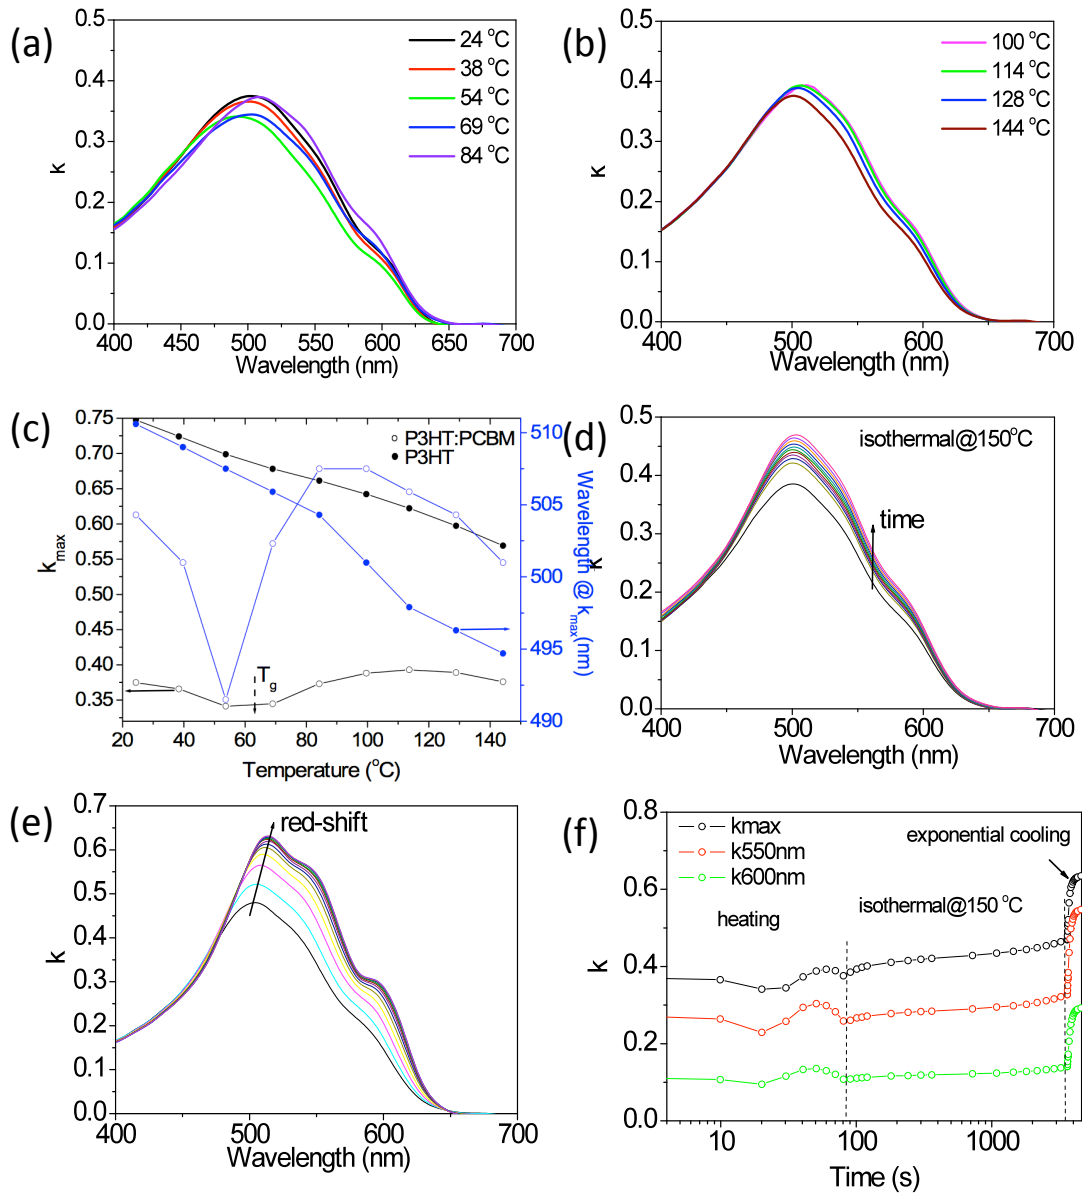 (a)
0.5
0.4
0.3
0.2
0.1
0.0
κ
24 °C
38 °C
54 °C
69 °C
84 °C
400 450 500 550 600 650 700
Wavelength (nm)
(b)
0.5
0.4
0.3
0.2
0.1
0.0
κ
100 °C
114 °C
128 °C
144 °C
400 500 600 700
Wavelength (nm)
(c)
0.75
0.70
0.65
0.60
0.55
0.50
0.45
0.40
0.35
k_max
P3HT:PCBM
P3HT
T_g
510
505
500
495
490
Wavelength @ k_max(nm)
20 40 60 80 100 120 140
Temperature (°C)
(d)
0.5
0.4
0.3
0.2
0.1
0.0
κ
isothermal@150°C
time
400 500 600 700
Wavelength (nm)
(e)
0.7
0.6
0.5
0.4
0.3
0.2
0.1
0.0
k
red-shift
400 500 600 700
Wavelength (nm)
(f)
0.8
0.6
0.4
0.2
0.0
k
kmax
k550nm
k600nm
exponential cooling
heating
isothermal@150 °C
10 100 1000
Time (s)